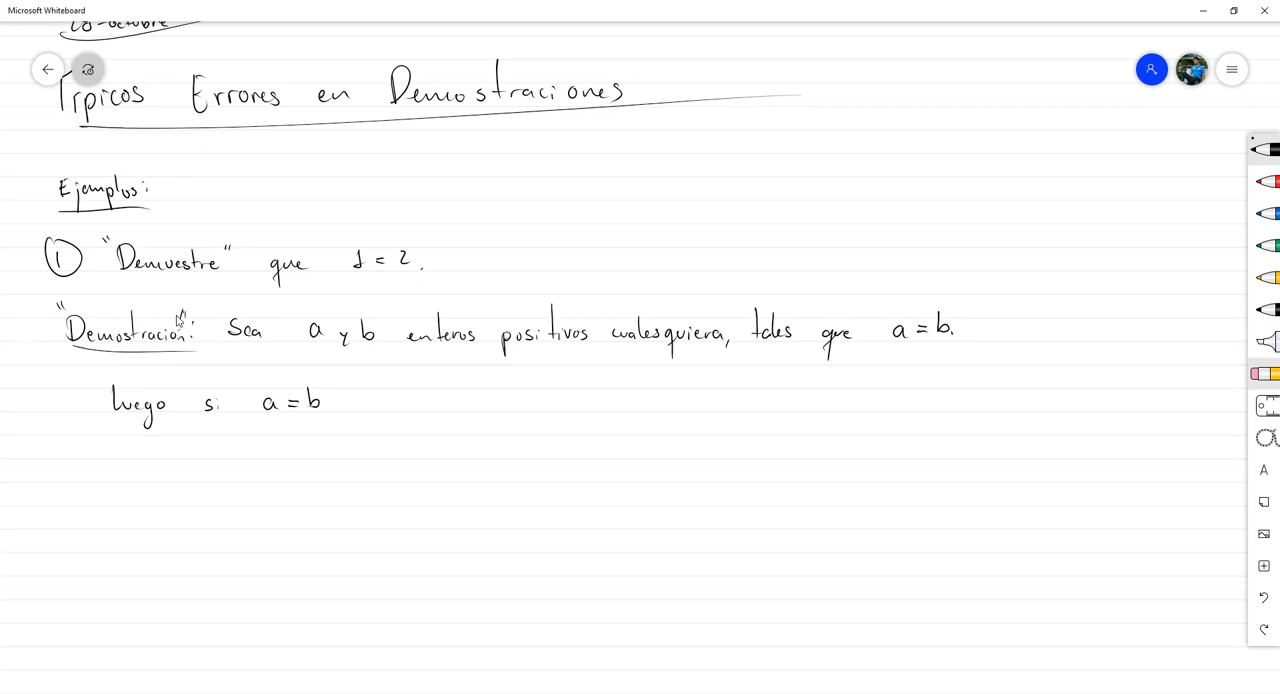 Microsoft Whiteboard
Típicos Errores en Demostraciones
Ejemplos:
① "Demuestre" que 1 = 2.
"Demostración": Sea a y b enteros positivos cualesquiera, tales que a = b.
luego si a = b
A